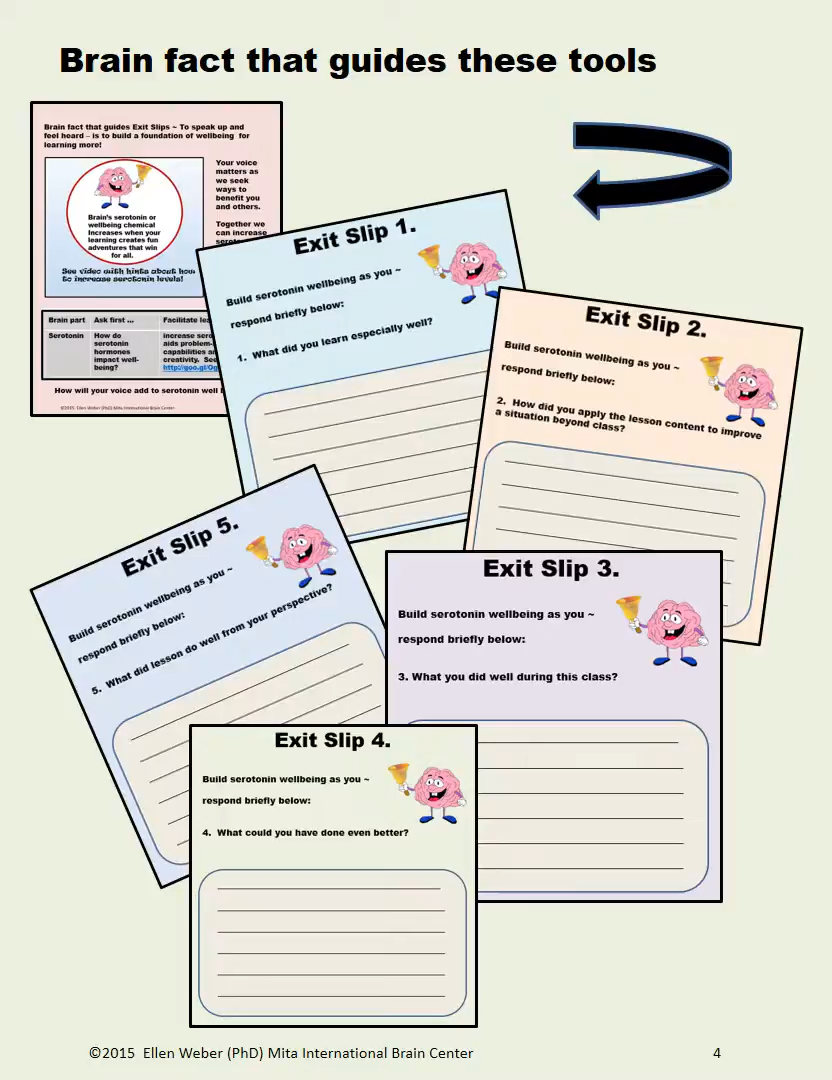 Brain fact that guides these tools
Brain fact that guides Exit Slips ~ To speak up and
feel heard – is to build a foundation of wellbeing for
learning more!
Brain's serotonin or
wellbeing chemical
Increases when your
learning creates fun
adventures that win
for all.
See video with hints about how
to increase serotonin levels!
Your voice
matters as
we seek
ways to
benefit you
and others.
Together we
can increase
Brain part Ask first ... Facilitate
Serotonin How do
serotonin
hormones
impact well-
being?
increase
aids problem-
capabilities
creativity. See
How will your voice add to serotonin well
©2015 Ellen Weber (PhD) Mita International Brain Center
Exit Slip 1.
Build serotonin wellbeing as you ~
respond briefly below:
1. What did you learn especially well?
Exit Slip 2.
Build serotonin wellbeing as you ~
respond briefly below:
2. How did you apply the lesson content to improve
a situation beyond class?
Exit Slip 5.
Build serotonin wellbeing as you ~
respond briefly below:
5. What did lesson do well from your perspective?
Exit Slip 3.
Build serotonin wellbeing as you ~
respond briefly below:
3. What you did well during this class?
Exit Slip 4.
Build serotonin wellbeing as you ~
respond briefly below:
4. What could you have done even better?
©2015 Ellen Weber (PhD) Mita International Brain Center 4